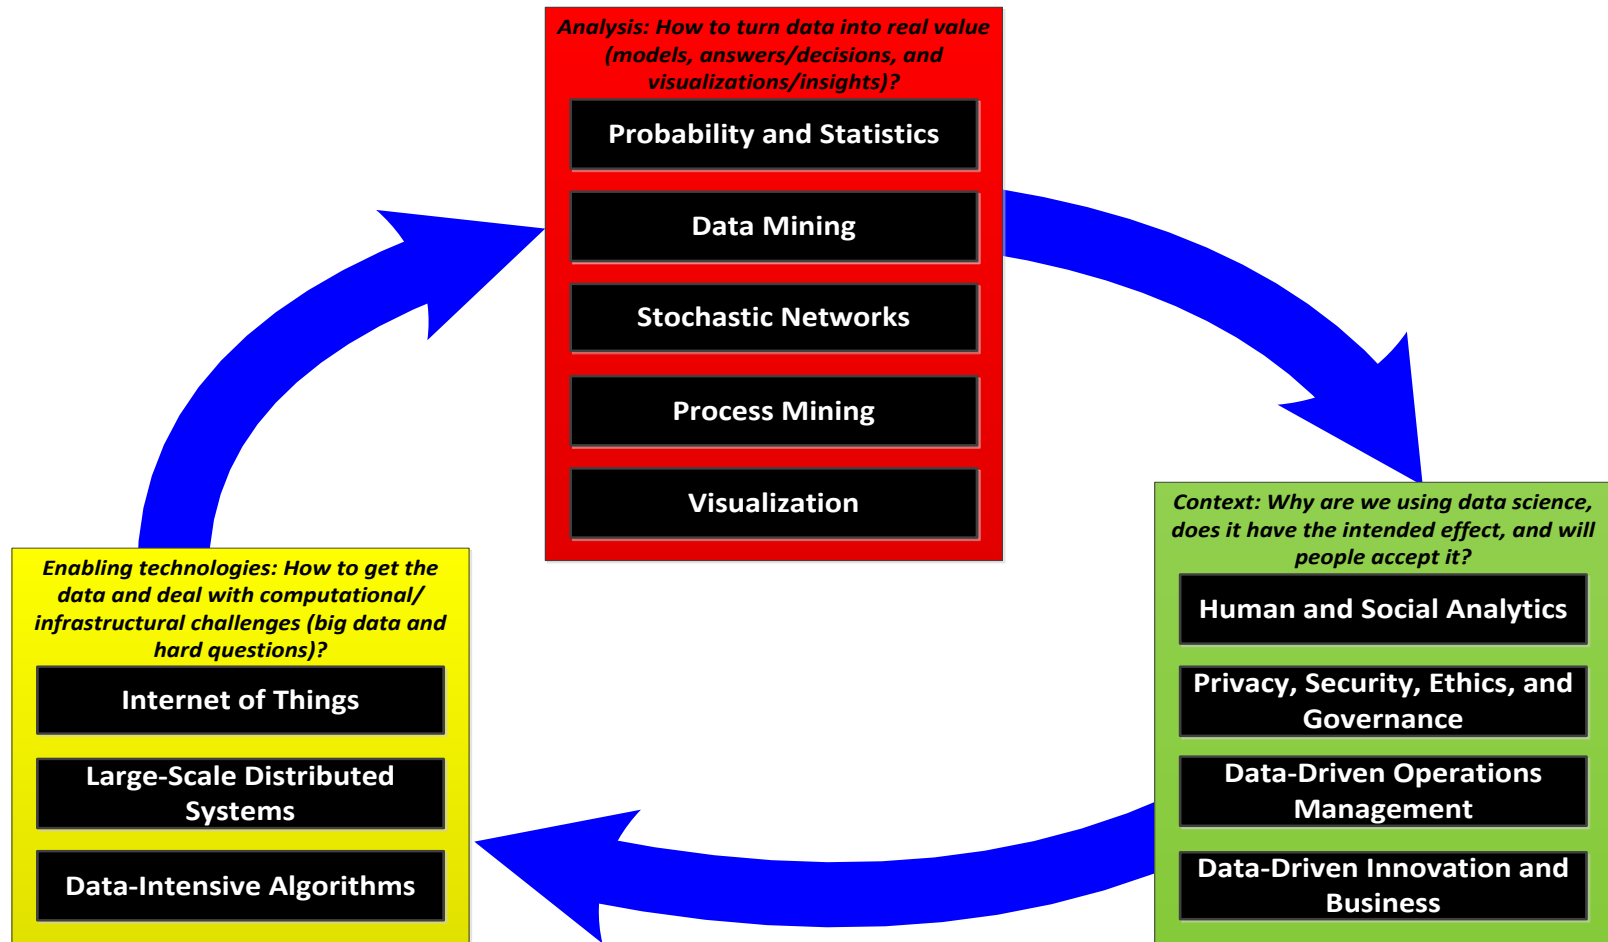 Analysis: How to turn data into real value
(models, answers/decisions, and
visualizations/insights)?
Probability and Statistics
Data Mining
Stochastic Networks
Process Mining
Visualization
Context: Why are we using data science,
does it have the intended effect, and will
people accept it?
Human and Social Analytics
Privacy, Security, Ethics, and
Governance
Data-Driven Operations
Management
Data-Driven Innovation and
Business
Enabling technologies: How to get the
data and deal with computational/
infrastructural challenges (big data and
hard questions)?
Internet of Things
Large-Scale Distributed
Systems
Data-Intensive Algorithms